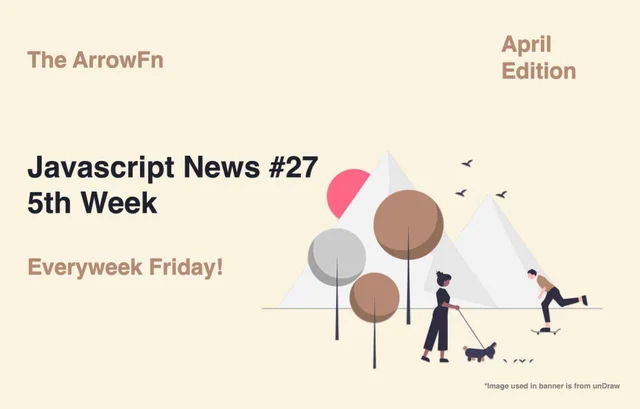 The ArrowFn
April
Edition
Javascript News #27
5th Week
Everyweek Friday!
*Image used in banner is from unDraw